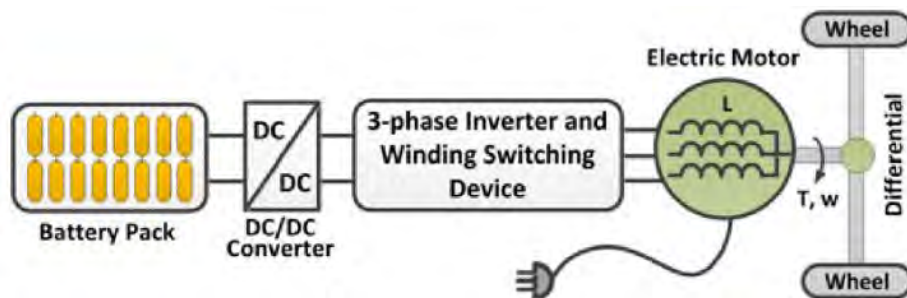 Wheel
Electric Motor
L
DC
DC
3-phase Inverter and
Winding Switching
Device
T, w
Differential
Battery Pack
DC/DC
Converter
Wheel